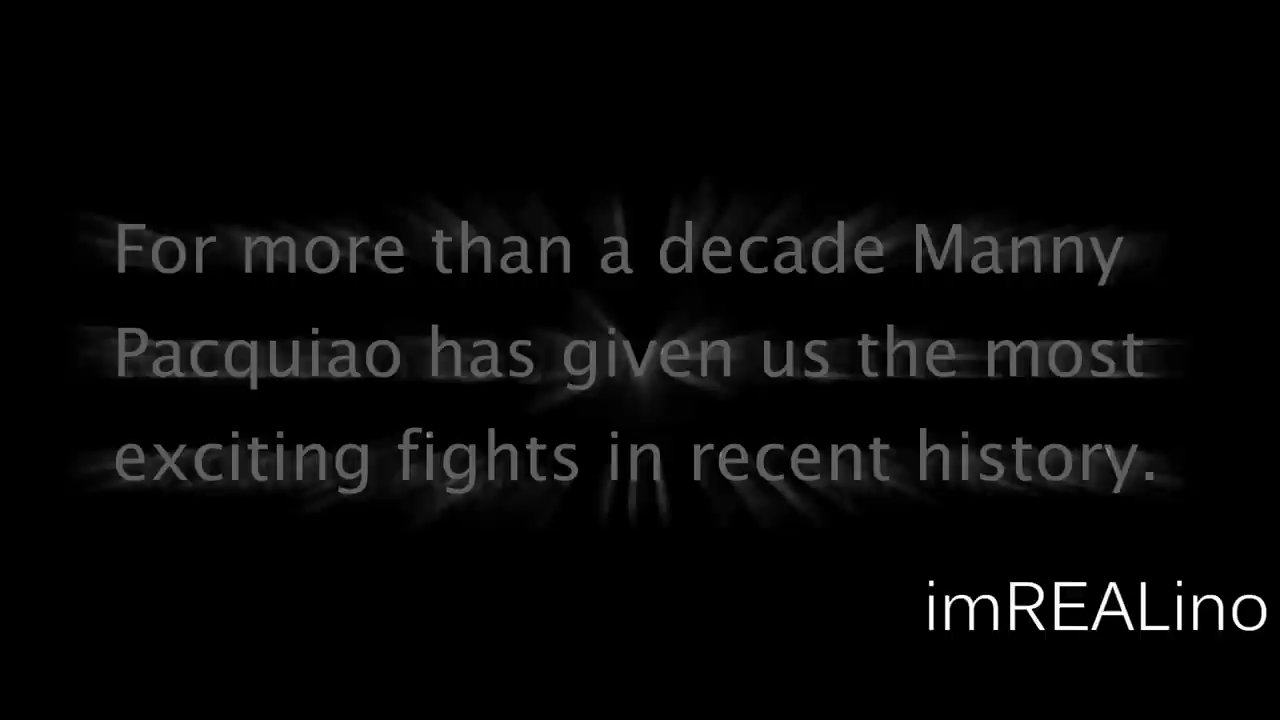 For more than a decade Manny
Pacquiao has given us the most
exciting fights in recent history.
imREALino